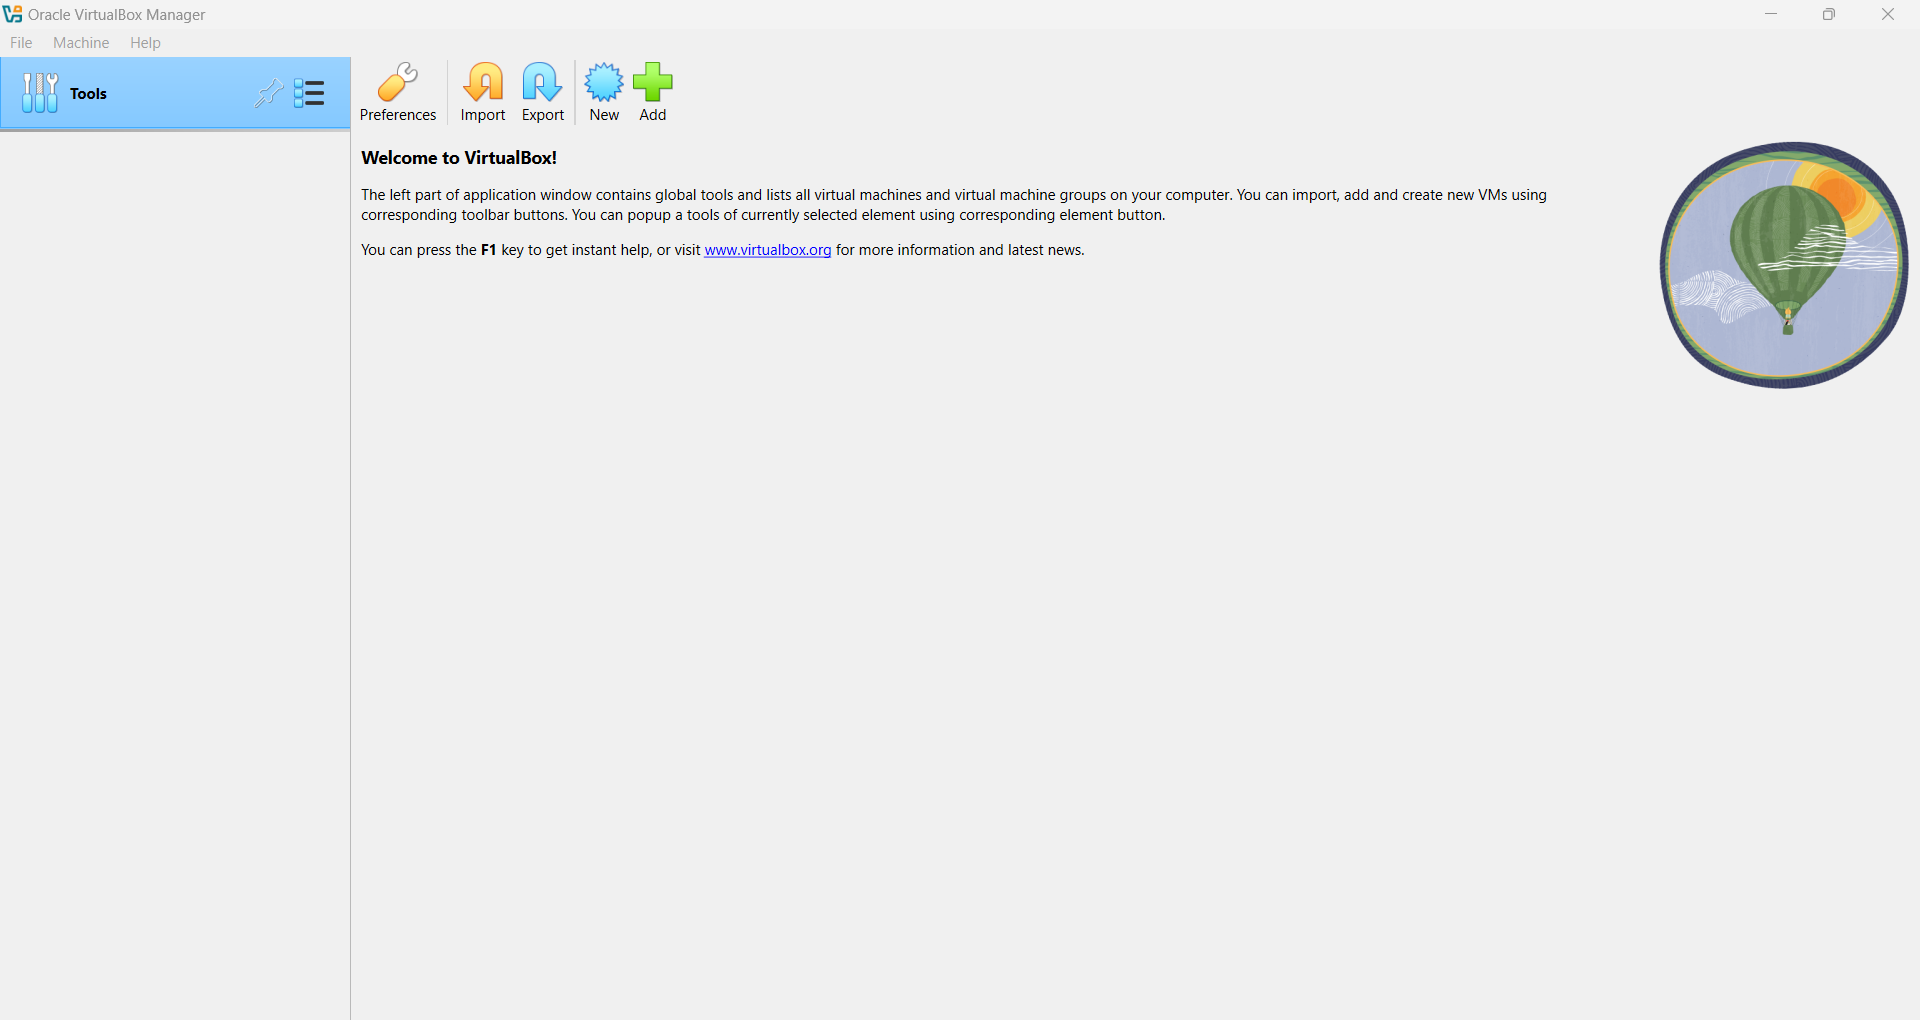 Oracle VirtualBox Manager
File Machine Help
Tools
Preferences Import Export New Add
Welcome to VirtualBox!
The left part of application window contains global tools and lists all virtual machines and virtual machine groups on your computer. You can import, add and create new VMs using
corresponding toolbar buttons. You can popup a tools of currently selected element using corresponding element button.
You can press the F1 key to get instant help, or visit www.virtualbox.org for more information and latest news.